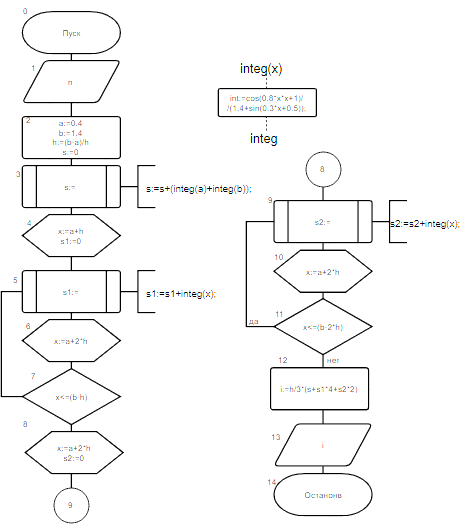 0
Пуск
1
n
2
a:=0.4
b:=1.4
h:=(b-a)/h
s:=0
3
s:=
s:=s+(integ(a)+integ(b));
4
x:=a+h
s1:=0
5
s1:=
s1:=s1+integ(x);
6
x:=a+2*h
7
x<=(b-h)
8
x:=a+2*h
s2:=0
9
integ(x)
int:=cos(0.8*x*x+1)/
/(1.4+sin(0.3*x+0.5));
integ
8
9
s2:=
s2:=s2+integ(x);
10
x:=a+2*h
11
x<=(b-2*h)
да
нет
12
i:=h/3*(s+s1*4+s2*2)
13
i
14
Останонв